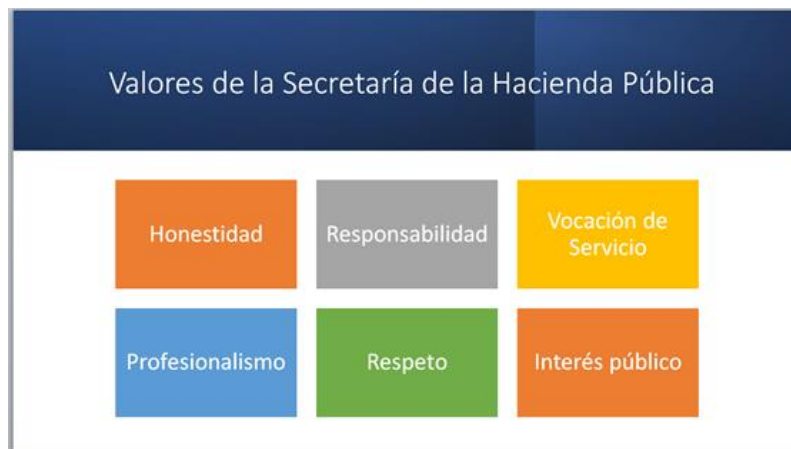 Valores de la Secretaría de la Hacienda Pública
Honestidad
Responsabilidad
Vocación de
Servicio
Profesionalismo
Respeto
Interés público